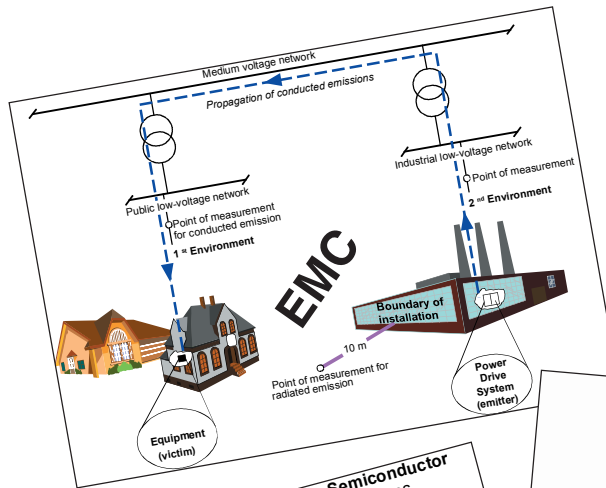 Medium voltage network
Propagation of conducted emissions
Industrial low-voltage network
Point of measurement
2nd Environment
Public low-voltage network
Point of measurement
for conducted emission
1st Environment
EMC
Boundary of
installation
10 m
Point of measurement for
radiated emission
Power
Drive
System
(emitter)
Equipment
(victim)
Semiconductor